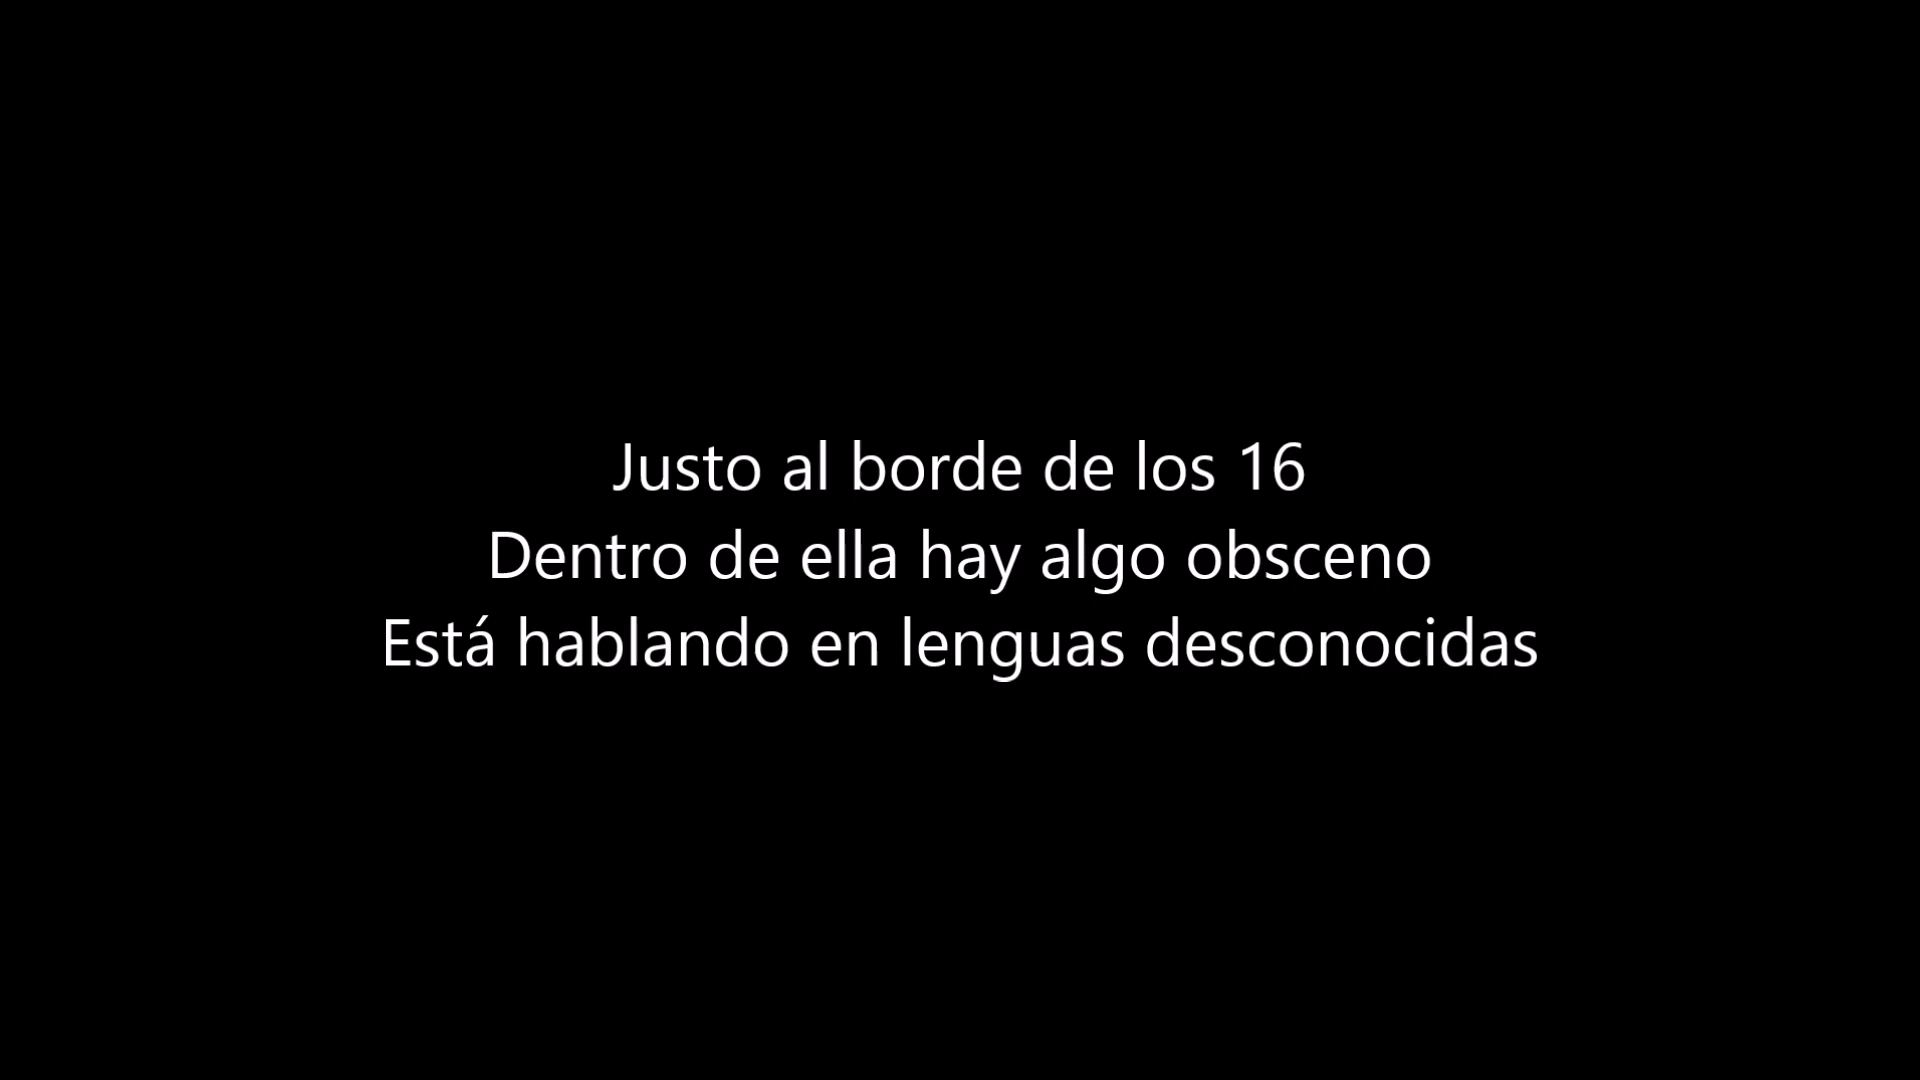 Justo al borde de los 16
Dentro de ella hay algo obsceno
Está hablando en lenguas desconocidas